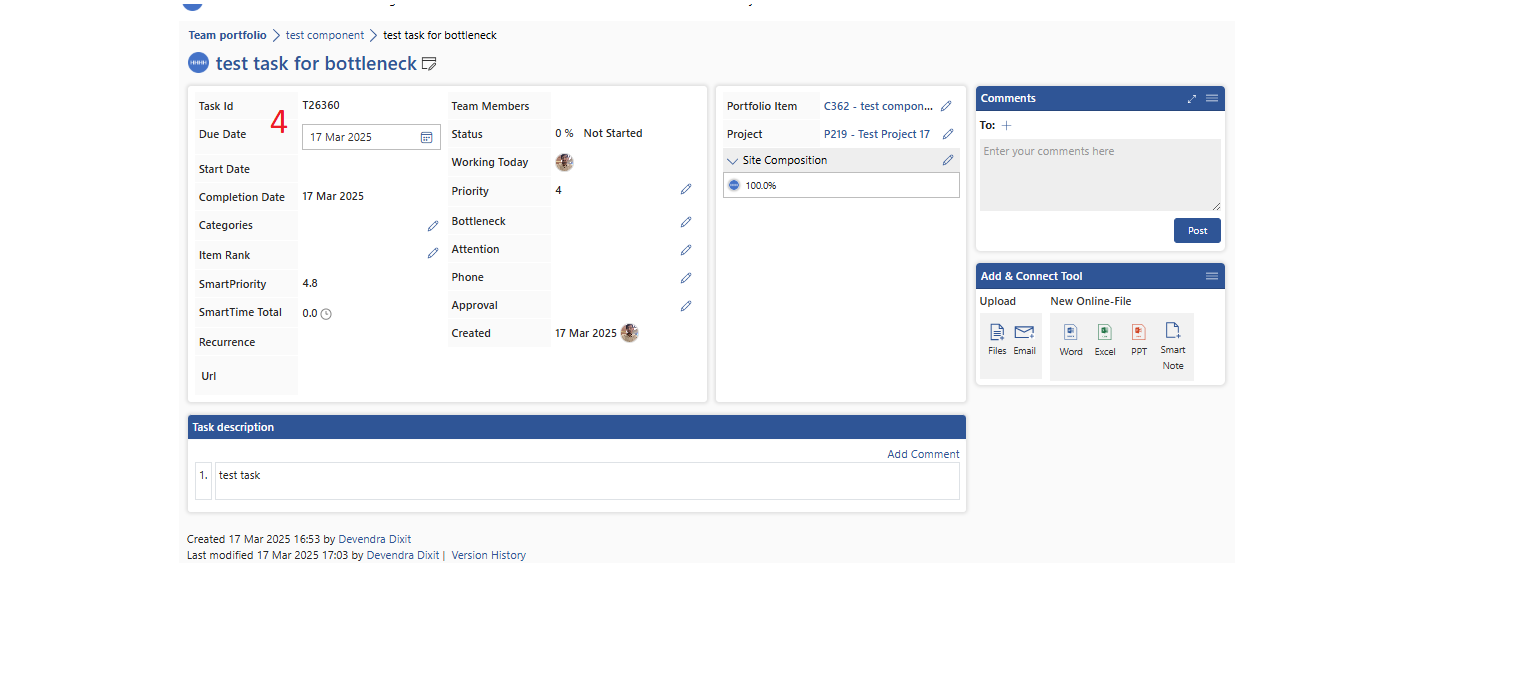 Team portfolio > test component > test task for bottleneck
test task for bottleneck
Task Id T26360
4
Due Date 17 Mar 2025
Start Date
Completion Date 17 Mar 2025
Categories
Item Rank
SmartPriority 4.8
SmartTime Total 0.0
Recurrence
Url
Team Members
Status 0 % Not Started
Working Today
Priority 4
Bottleneck
Attention
Phone
Approval
Created 17 Mar 2025
Portfolio Item C362 - test compon...
Project P219 - Test Project 17
Site Composition
100.0%
Comments
To:
Enter your comments here
Post
Add & Connect Tool
Upload New Online-File
Files Email Word Excel PPT Smart Note
Task description
Add Comment
1. test task
Created 17 Mar 2025 16:53 by Devendra Dixit
Last modified 17 Mar 2025 17:03 by Devendra Dixit | Version History